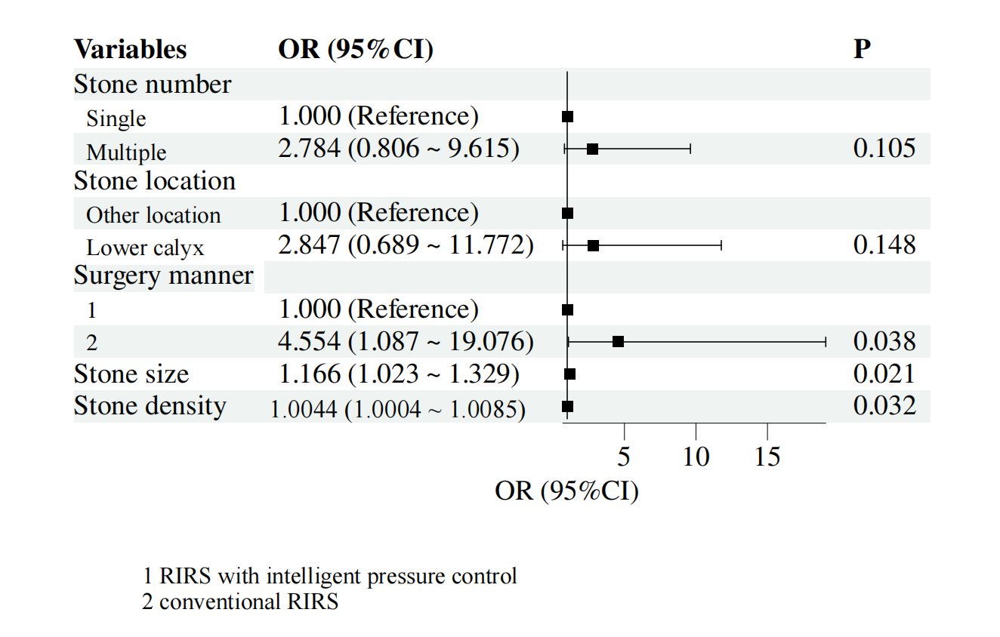 Variables OR (95%CI) P
Stone number
Single 1.000 (Reference)
Multiple 2.784 (0.806 ~ 9.615) 0.105
Stone location
Other location 1.000 (Reference)
Lower calyx 2.847 (0.689 ~ 11.772) 0.148
Surgery manner
1 1.000 (Reference)
2 4.554 (1.087 ~ 19.076) 0.038
Stone size 1.166 (1.023 ~ 1.329) 0.021
Stone density 1.0044 (1.0004 ~ 1.0085) 0.032
5 10 15
OR (95%CI)
1 RIRS with intelligent pressure control
2 conventional RIRS